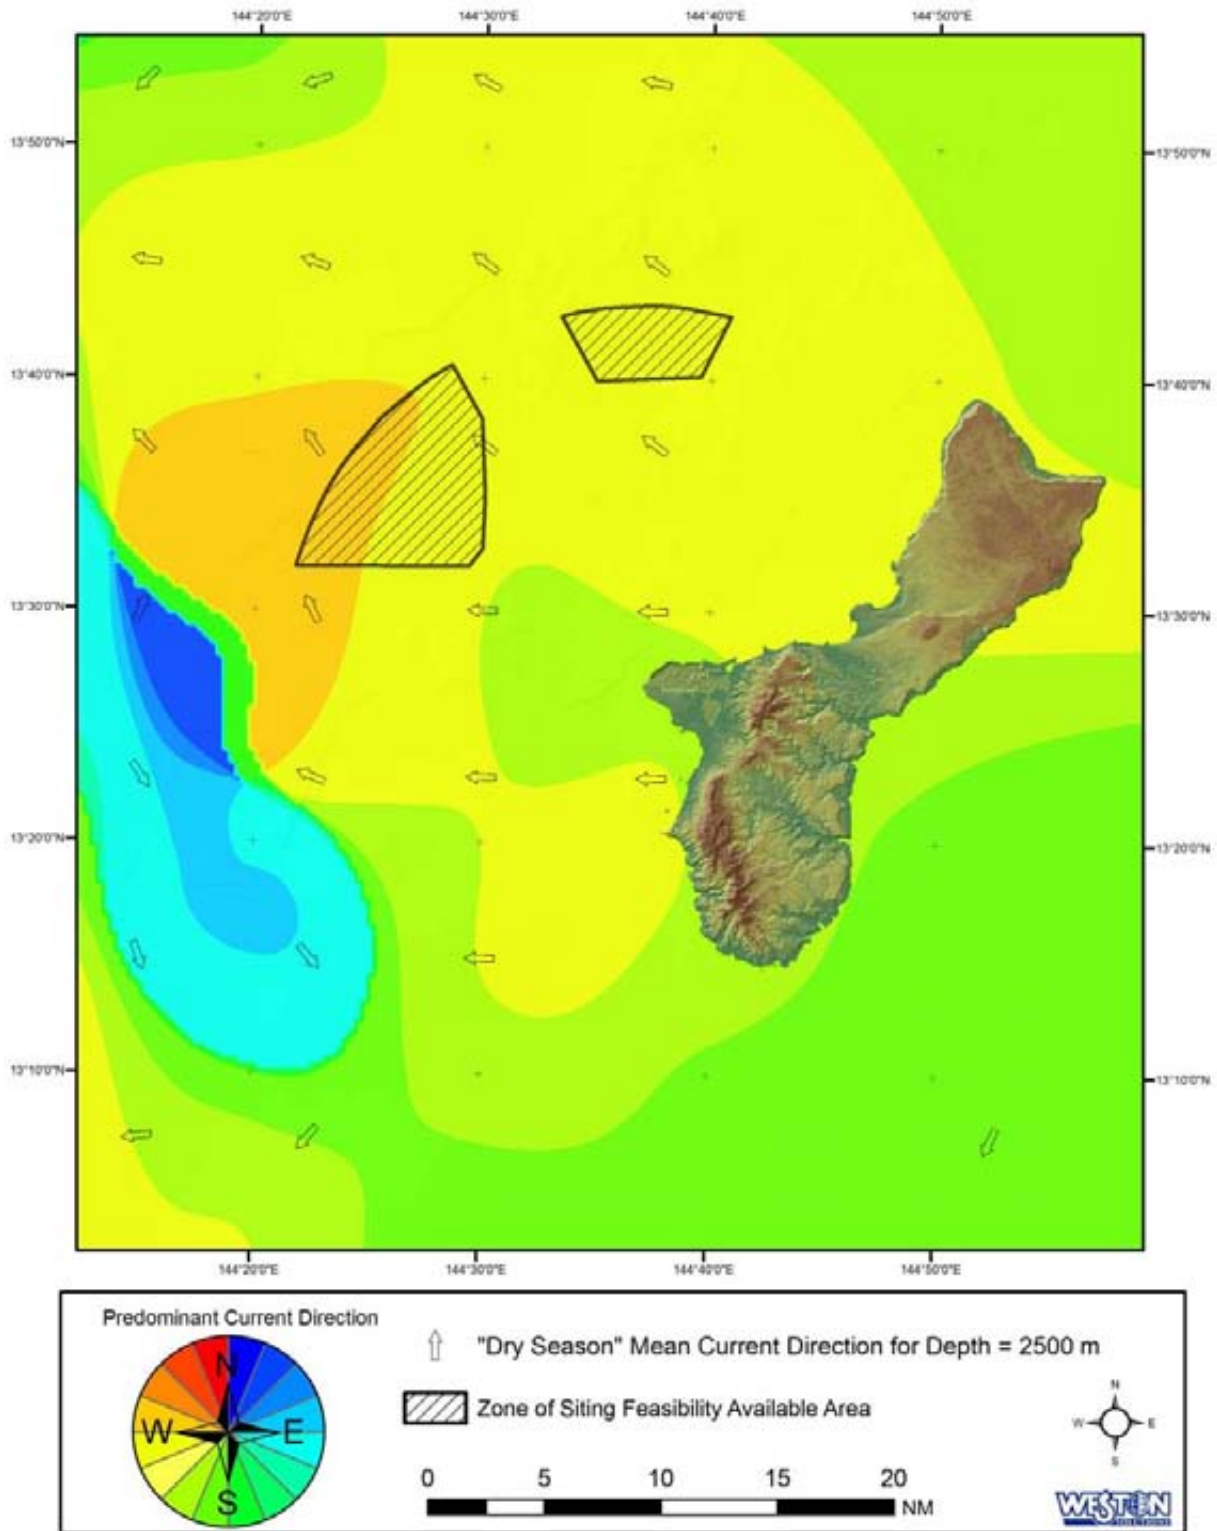 144°20'0"E 144°30'0"E 144°40'0"E 144°50'0"E
13°50'0"N 13°50'0"N
13°40'0"N 13°40'0"N
13°30'0"N 13°30'0"N
13°20'0"N 13°20'0"N
13°10'0"N 13°10'0"N
144°20'0"E 144°30'0"E 144°40'0"E 144°50'0"E
Predominant Current Direction
N
W E
S
"Dry Season" Mean Current Direction for Depth = 2500 m
Zone of Siting Feasibility Available Area
0 5 10 15 20
NM
N
W E
S
WESTON
SOLUTIONS